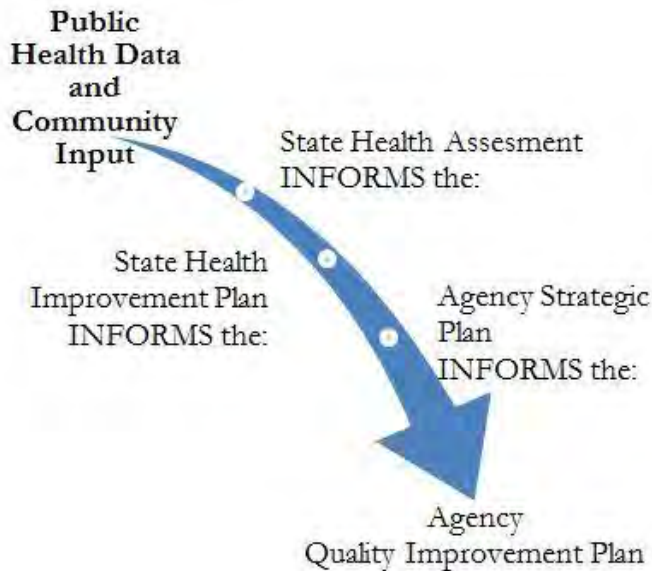 Public
Health Data
and
Community
Input
State Health Assesment
INFORMS the:
State Health
Improvement Plan
INFORMS the:
Agency Strategic
Plan
INFORMS the:
Agency
Quality Improvement Plan